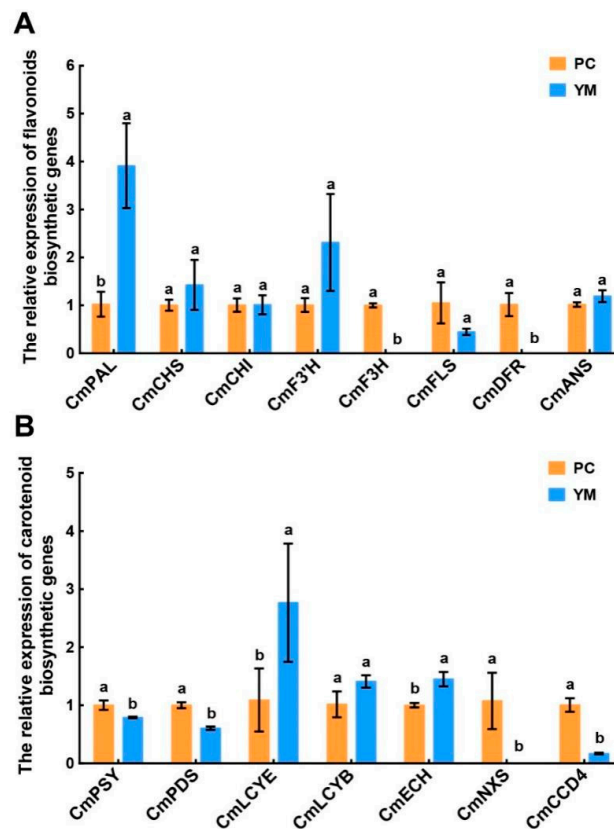 A
The relative expression of flavonoids
biosynthetic genes
6
5
4
3
2
1
0
PC
YM
b a a a a a a a a b a a a b a a
CmPAL
CmCHS
CmCHI
CmF3'H
CmF3H
CmFLS
CmDFR
CmANS
B
The relative expression of carotenoid
biosynthetic genes
5
4
3
2
1
0
PC
YM
a b a b b a a a b a a b a b
CmPSY
CmPDS
CmLCYE
CmLCYB
CmECH
CmNXS
CmCCD4